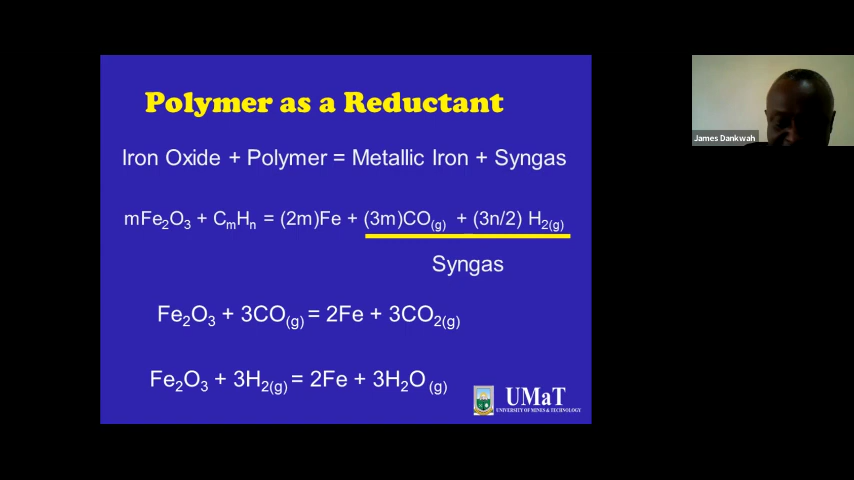 Polymer as a Reductant
Iron Oxide + Polymer = Metallic Iron + Syngas
mFe₂O₃ + CₘHₙ = (2m)Fe + (3m)CO(g) + (3n/2) H₂(g)
Syngas
Fe₂O₃ + 3CO(g) = 2Fe + 3CO₂(g)
Fe₂O₃ + 3H₂(g) = 2Fe + 3H₂O (g)
UMaT
UNIVERSITY OF MINES & TECHNOLOGY
James Dankwah